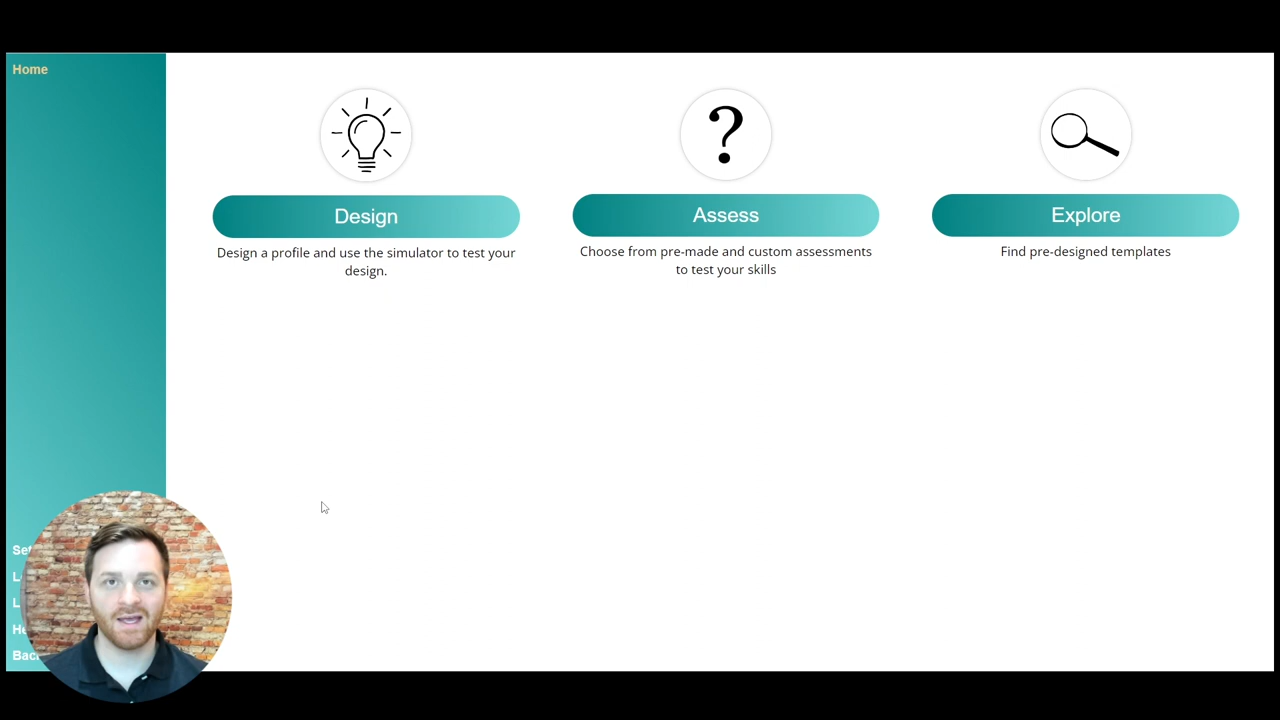 Home
Design
Design a profile and use the simulator to test your
design.
Assess
Choose from pre-made and custom assessments
to test your skills
Explore
Find pre-designed templates